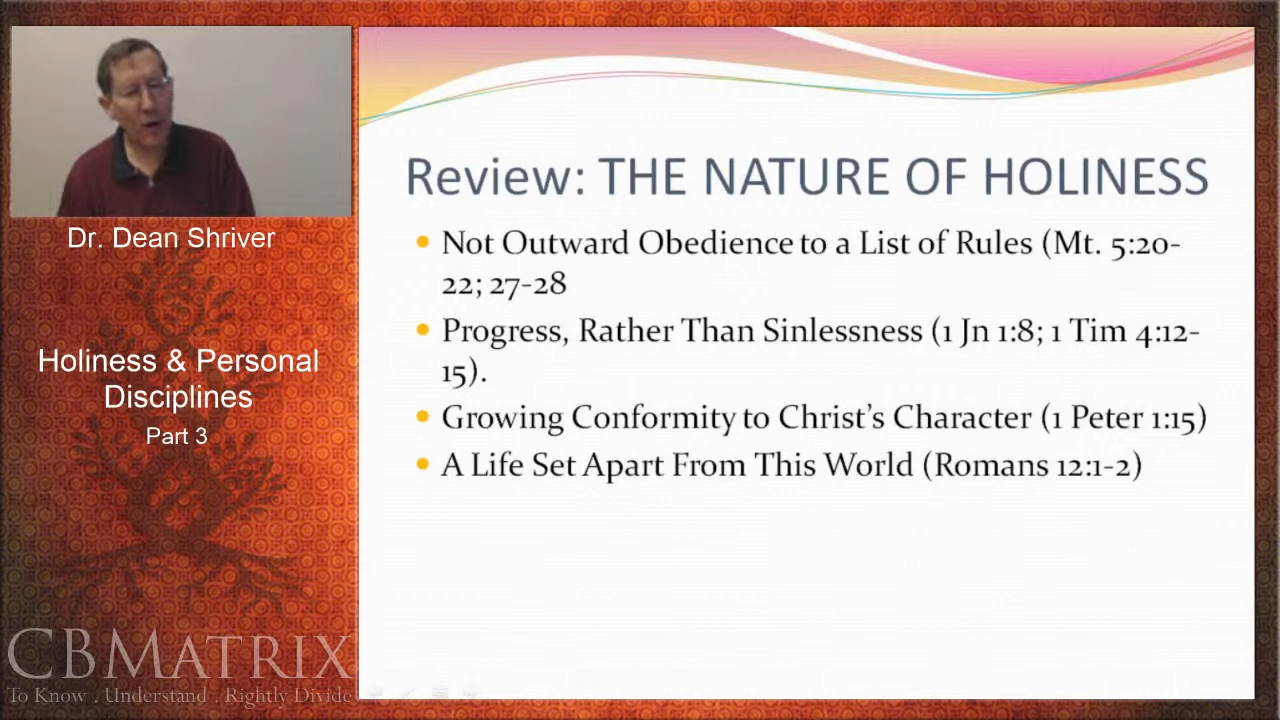 Dr. Dean Shriver
Holiness & Personal
Disciplines
Part 3
CBMATRIX
To Know . Understand . Rightly Divide
Review: THE NATURE OF HOLINESS
• Not Outward Obedience to a List of Rules (Mt. 5:20-
22; 27-28
• Progress, Rather Than Sinlessness (1 Jn 1:8; 1 Tim 4:12-
15).
• Growing Conformity to Christ's Character (1 Peter 1:15)
• A Life Set Apart From This World (Romans 12:1-2)